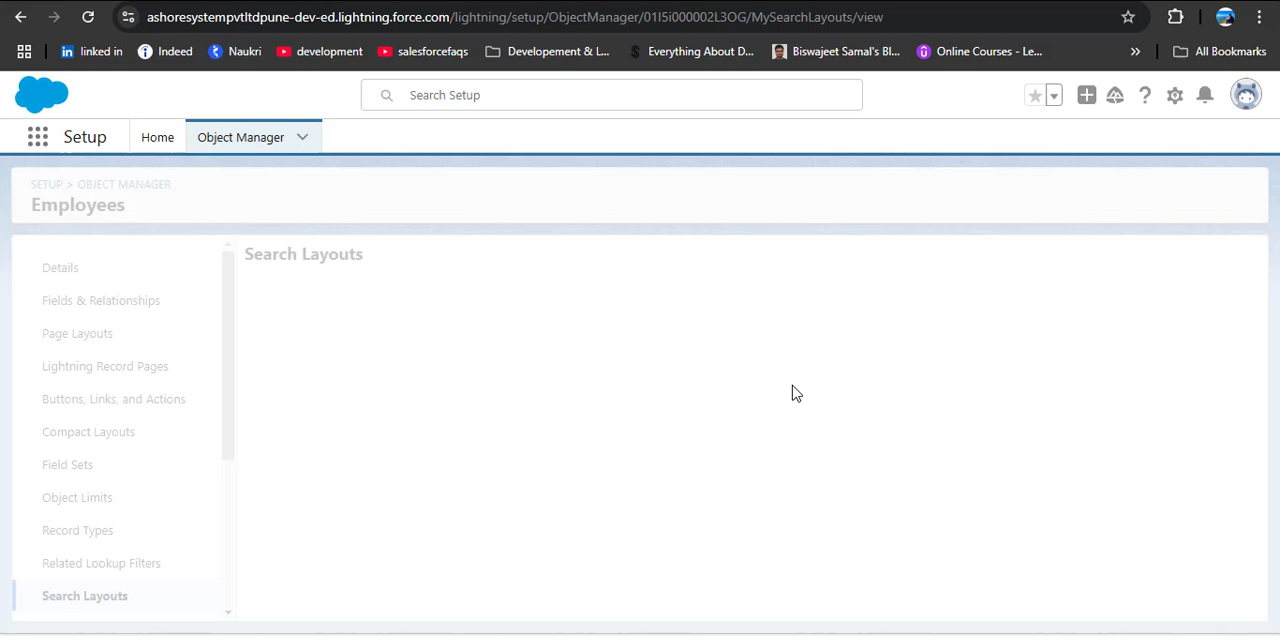 ashoresystempvtltdpune-dev-ed.lightning.force.com/lightning/setup/ObjectManager/01I5i000002L3OG/MySearchLayouts/view
linked in
Indeed
Naukri
development
salesforcefaqs
Developement & L...
Everything About D...
Biswajeet Samal's Bl...
Online Courses - Le...
All Bookmarks
Search Setup
Setup
Home
Object Manager
SETUP > OBJECT MANAGER
Employees
Details
Fields & Relationships
Page Layouts
Lightning Record Pages
Buttons, Links, and Actions
Compact Layouts
Field Sets
Object Limits
Record Types
Related Lookup Filters
Search Layouts
Search Layouts